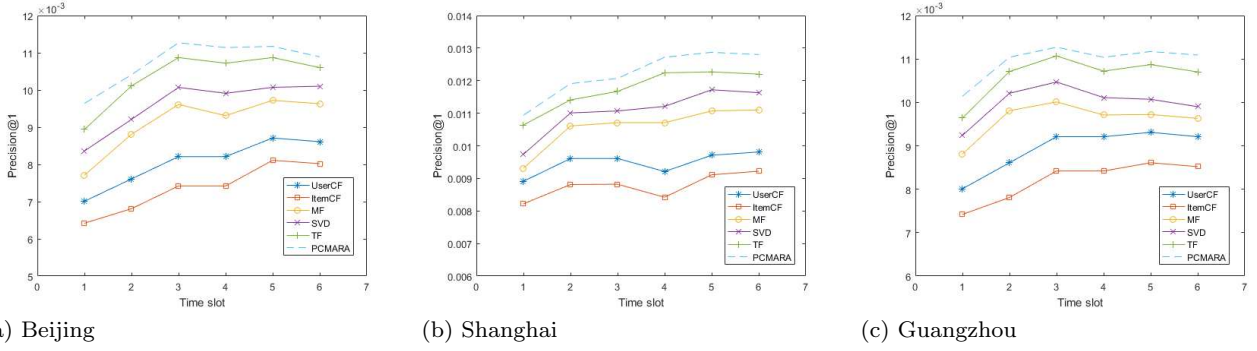 ×10⁻³
12
11
10
9
8
7
6
5
Precision@1
0 1 2 3 4 5 6 7
Time slot
UserCF
ItemCF
MF
SVD
TF
PCMARA
0.014
0.013
0.012
0.011
0.01
0.009
0.008
0.007
0.006
Precision@1
0 1 2 3 4 5 6 7
Time slot
UserCF
ItemCF
MF
SVD
TF
PCMARA
×10⁻³
12
11
10
9
8
7
6
Precision@1
0 1 2 3 4 5 6 7
Time slot
UserCF
ItemCF
MF
SVD
TF
PCMARA
) Beijing
(b) Shanghai
(c) Guangzhou